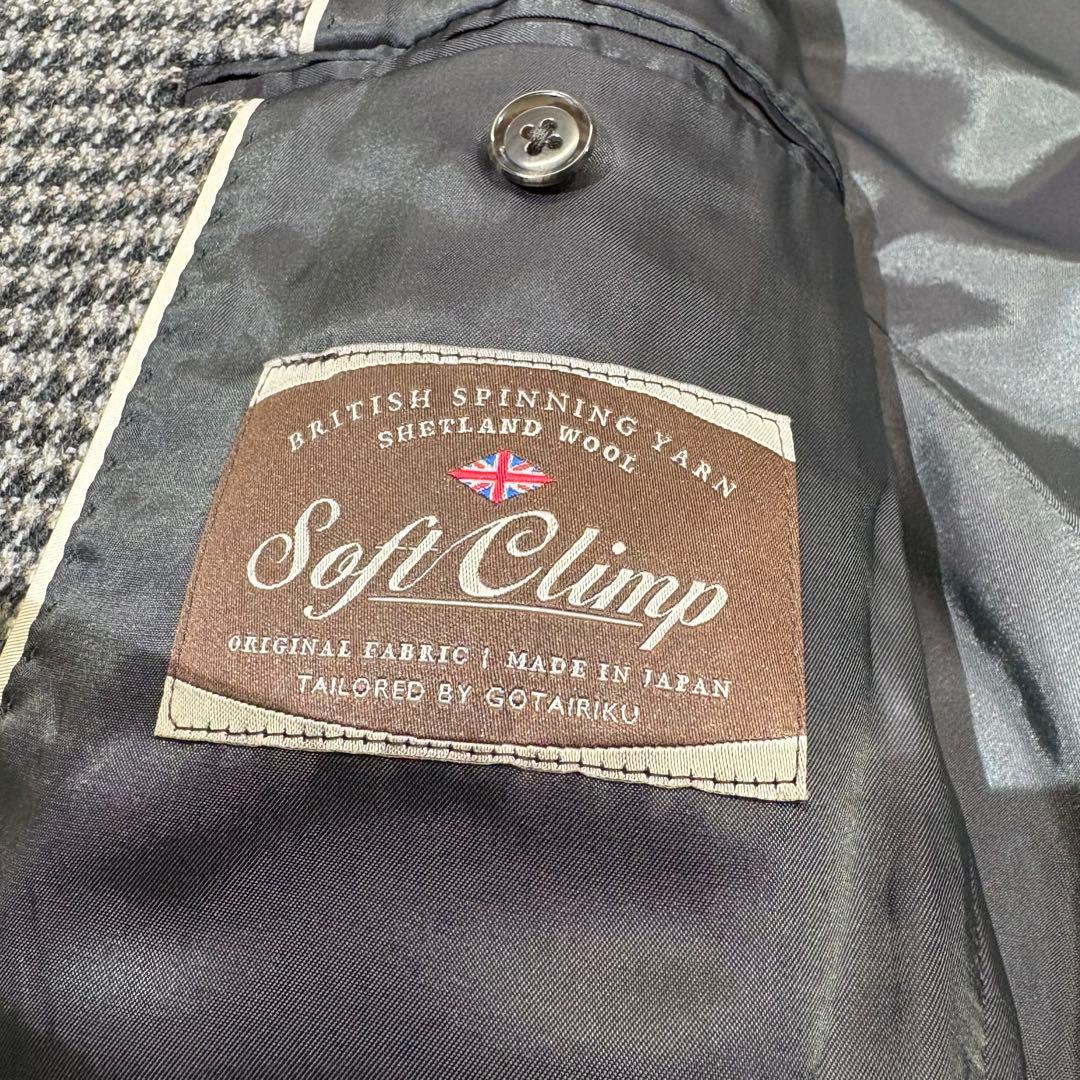 BRITISH SPINNING YARN
SHETLAND WOOL
Soft Climp
ORIGINAL FABRIC | MADE IN JAPAN
TAILORED BY GOTAIRIKU